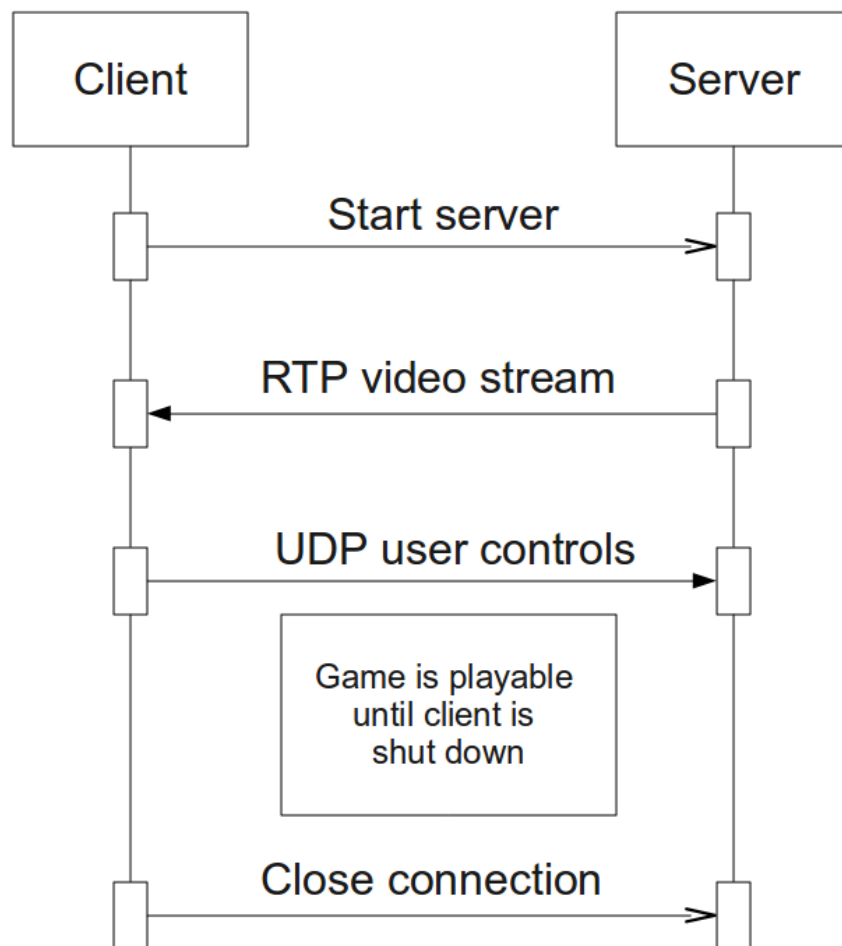 Client
Server
Start server
RTP video stream
UDP user controls
Game is playable
until client is
shut down
Close connection